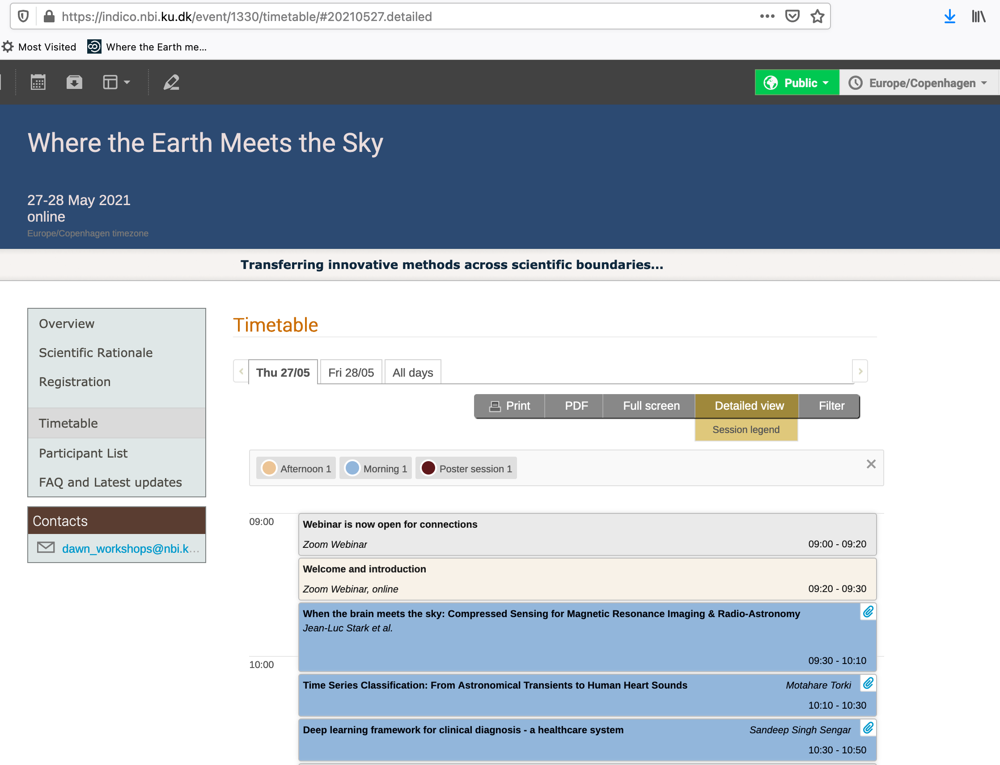 https://indico.nbi.ku.dk/event/1330/timetable/#20210527.detailed
Most Visited
Where the Earth me...
Public
Europe/Copenhagen
Where the Earth Meets the Sky
27-28 May 2021
online
Europe/Copenhagen timezone
Transferring innovative methods across scientific boundaries...
Overview
Scientific Rationale
Registration
Timetable
Participant List
FAQ and Latest updates
Contacts
dawn_workshops@nbi.k...
Timetable
Thu 27/05
Fri 28/05
All days
Print
PDF
Full screen
Detailed view
Filter
Session legend
Afternoon 1
Morning 1
Poster session 1
09:00
Webinar is now open for connections
Zoom Webinar
09:00 - 09:20
Welcome and introduction
Zoom Webinar, online
09:20 - 09:30
When the brain meets the sky: Compressed Sensing for Magnetic Resonance Imaging & Radio-Astronomy
Jean-Luc Stark et al.
09:30 - 10:10
10:00
Time Series Classification: From Astronomical Transients to Human Heart Sounds
Motahare Torki
10:10 - 10:30
Deep learning framework for clinical diagnosis - a healthcare system
Sandeep Singh Sengar
10:30 - 10:50